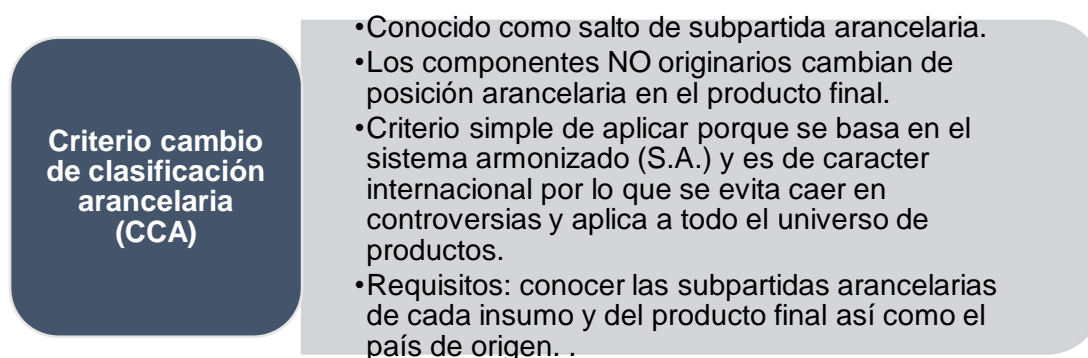 Criterio cambio
de clasificación
arancelaria
(CCA)
•Conocido como salto de subpartida arancelaria.
•Los componentes NO originarios cambian de
posición arancelaria en el producto final.
•Criterio simple de aplicar porque se basa en el
sistema armonizado (S.A.) y es de caracter
internacional por lo que se evita caer en
controversias y aplica a todo el universo de
productos.
•Requisitos: conocer las subpartidas arancelarias
de cada insumo y del producto final así como el
país de origen. .